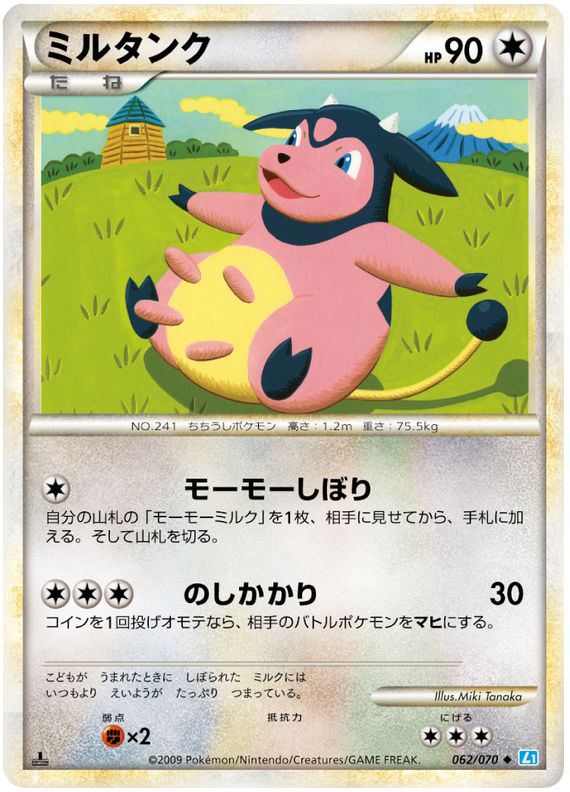 ミルタンク
HP90
たね
NO.241 ちちうしポケモン 高さ:1.2m 重さ:75.5kg
モーモーしぼり
自分の山札の「モーモーミルク」を1枚、相手に見せてから、手札に加
える。そして山札を切る。
のしかかり 30
コインを1回投げオモテなら、相手のバトルポケモンをマヒにする。
こどもが うまれたときに しぼられた ミルクには
いつもより えいようが たっぷり つまっている。
Illus.Miki Tanaka
弱点 抵抗力 にげる
×2
1 EDITION ©2009 Pokémon/Nintendo/Creatures/GAME FREAK. 062/070 ◆ L1